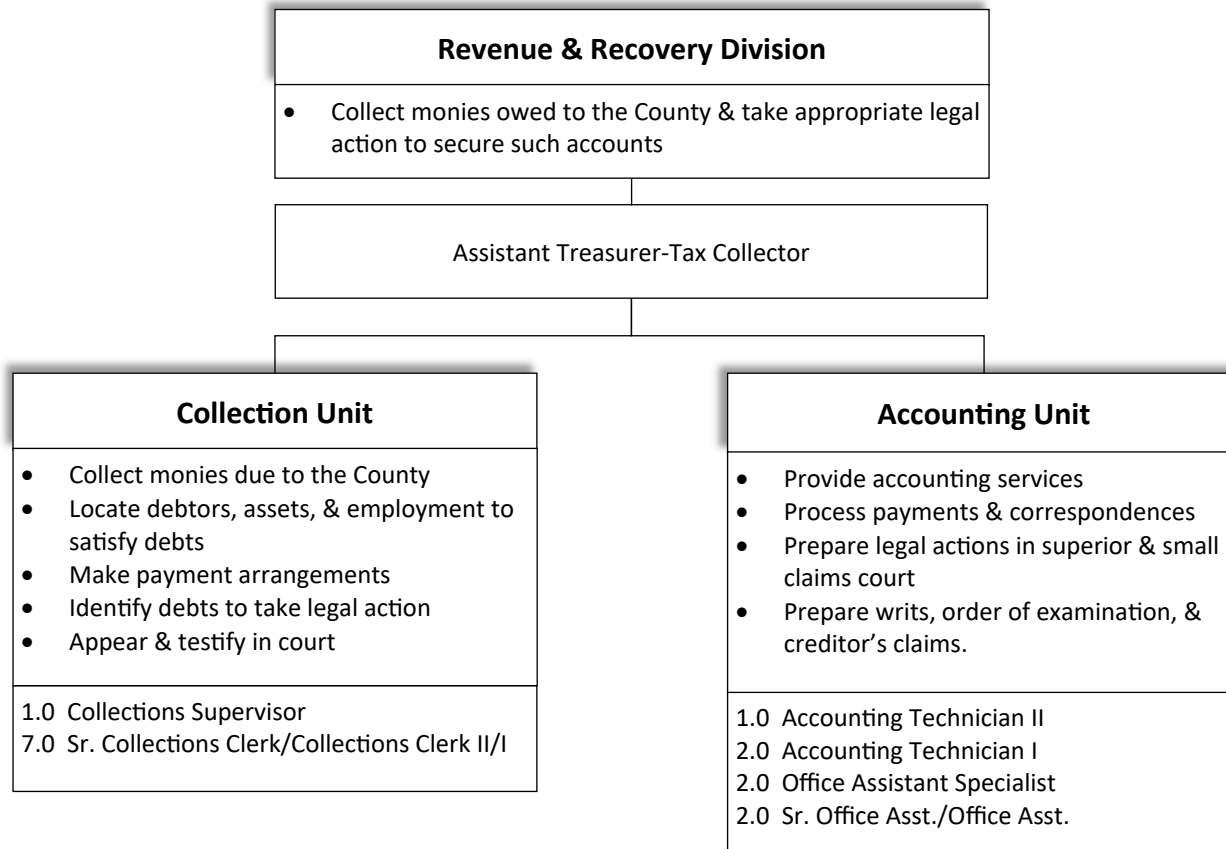 Revenue & Recovery Division
• Collect monies owed to the County & take appropriate legal
action to secure such accounts
Assistant Treasurer-Tax Collector
Collection Unit
• Collect monies due to the County
• Locate debtors, assets, & employment to
satisfy debts
• Make payment arrangements
• Identify debts to take legal action
• Appear & testify in court
1.0 Collections Supervisor
7.0 Sr. Collections Clerk/Collections Clerk II/I
Accounting Unit
• Provide accounting services
• Process payments & correspondences
• Prepare legal actions in superior & small
claims court
• Prepare writs, order of examination, &
creditor’s claims.
1.0 Accounting Technician II
2.0 Accounting Technician I
2.0 Office Assistant Specialist
2.0 Sr. Office Asst./Office Asst.